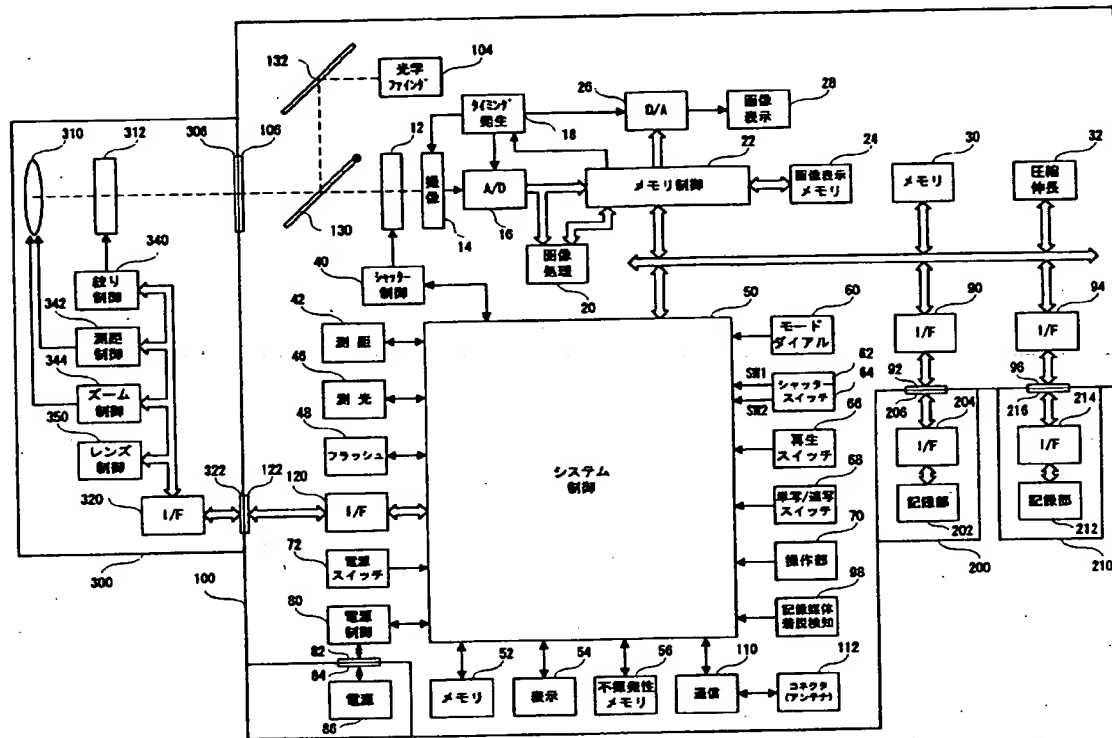 132
光学
ファインダ
104
310
312
306
106
12
タイミング
発生
18
26
D/A
画像
表示
28
22
メモリ制御
24
画像表示
メモリ
30
メモリ
32
圧縮
伸長
撮像
14
A/D
16
130
画像
処理
20
340
絞り
制御
342
測距
制御
344
ズーム
制御
350
レンズ
制御
320
I/F
322
122
300
100
40
シャッター
制御
42
測距
46
測光
48
フラッシュ
120
I/F
72
電源
スイッチ
80
電源
制御
82
84
電源
86
50
システム
制御
60
モード
ダイアル
SW1
SW2
シャッター
スイッチ
62
64
66
再生
スイッチ
68
単写/連写
スイッチ
70
操作部
98
記録媒体
着脱検知
90
I/F
94
I/F
92
206
96
216
204
I/F
214
I/F
記録部
202
記録部
212
200
210
52
メモリ
54
表示
56
不揮発性
メモリ
110
通信
112
コネクタ
(アンテナ)